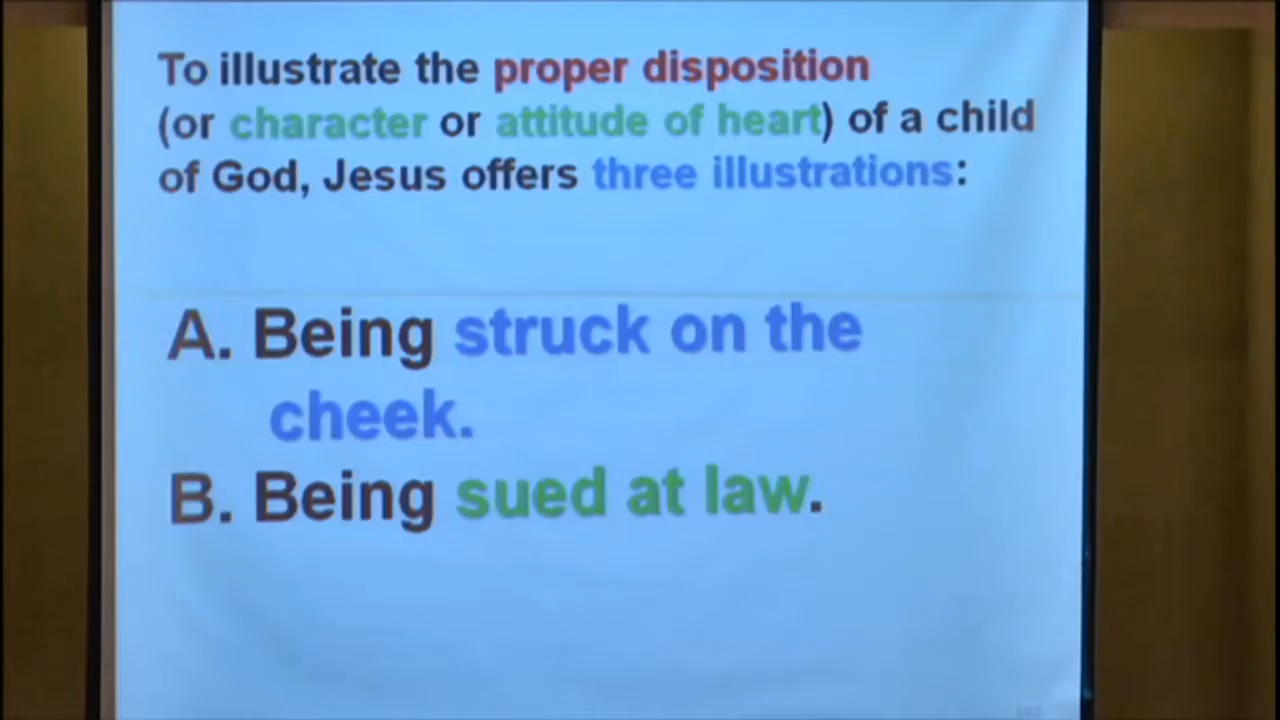 To illustrate the proper disposition
(or character or attitude of heart) of a child
of God, Jesus offers three illustrations:
A. Being struck on the
cheek.
B. Being sued at law.